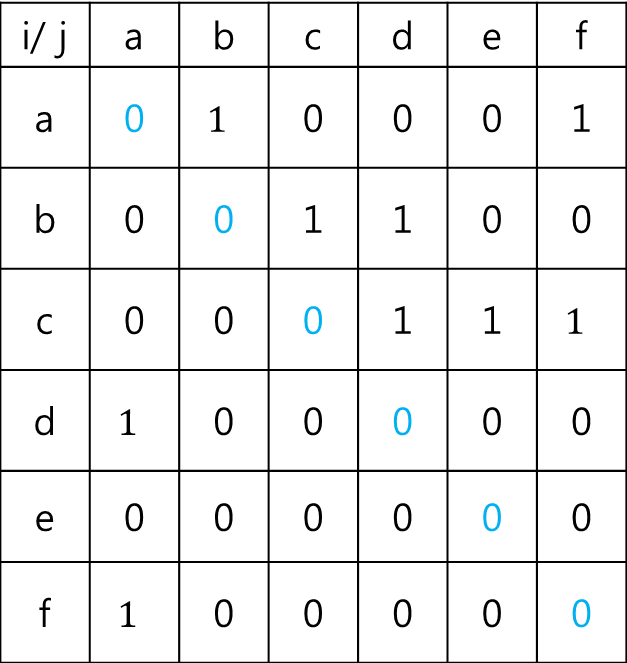 i/ j a b c d e f
a 0 1 0 0 0 1
b 0 0 1 1 0 0
c 0 0 0 1 1 1
d 1 0 0 0 0 0
e 0 0 0 0 0 0
f 1 0 0 0 0 0